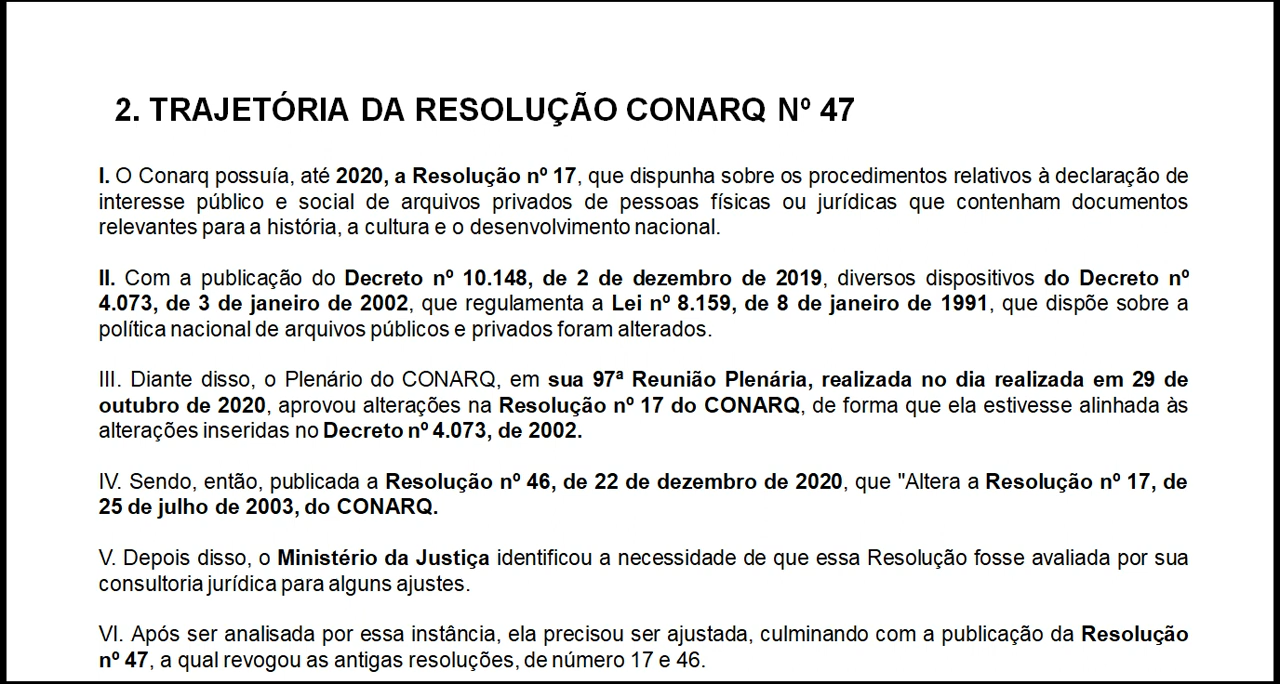 2. TRAJETÓRIA DA RESOLUÇÃO CONARQ Nº 47
I. O Conarq possuía, até 2020, a Resolução nº 17, que dispunha sobre os procedimentos relativos à declaração de
interesse público e social de arquivos privados de pessoas físicas ou jurídicas que contenham documentos
relevantes para a história, a cultura e o desenvolvimento nacional.
II. Com a publicação do Decreto nº 10.148, de 2 de dezembro de 2019, diversos dispositivos do Decreto nº
4.073, de 3 de janeiro de 2002, que regulamenta a Lei nº 8.159, de 8 de janeiro de 1991, que dispõe sobre a
política nacional de arquivos públicos e privados foram alterados.
III. Diante disso, o Plenário do CONARQ, em sua 97ª Reunião Plenária, realizada no dia realizada em 29 de
outubro de 2020, aprovou alterações na Resolução nº 17 do CONARQ, de forma que ela estivesse alinhada às
alterações inseridas no Decreto nº 4.073, de 2002.
IV. Sendo, então, publicada a Resolução nº 46, de 22 de dezembro de 2020, que "Altera a Resolução nº 17, de
25 de julho de 2003, do CONARQ.
V. Depois disso, o Ministério da Justiça identificou a necessidade de que essa Resolução fosse avaliada por sua
consultoria jurídica para alguns ajustes.
VI. Após ser analisada por essa instância, ela precisou ser ajustada, culminando com a publicação da Resolução
nº 47, a qual revogou as antigas resoluções, de número 17 e 46.